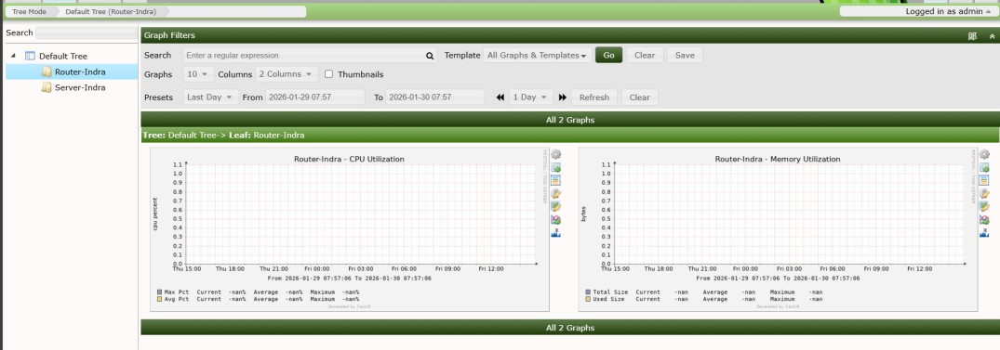 Tree Mode Default Tree (Router-Indra) Logged in as admin
Search
Default Tree
Router-Indra
Server-Indra
Graph Filters
Search Enter a regular expression Template All Graphs & Templates Go Clear Save
Graphs 10 Columns 2 Columns Thumbnails
Presets Last Day From 2026-01-29 07:57 To 2026-01-30 07:57 1 Day Refresh Clear
All 2 Graphs
Tree: Default Tree-> Leaf: Router-Indra
Router-Indra - CPU Utilization
cpu percent
1.1
1.0
0.9
0.8
0.7
0.6
0.5
0.4
0.3
0.2
0.1
0.0
Thu 15:00 Thu 18:00 Thu 21:00 Fri 00:00 Fri 03:00 Fri 06:00 Fri 09:00 Fri 12:00
From 2026-01-29 07:57:06 To 2026-01-30 07:57:06
Max Pct Current -nan% Average -nan% Maximum -nan%
Avg Pct Current -nan% Average -nan% Maximum -nan%
Generated by Cacti®
Router-Indra - Memory Utilization
bytes
1.1
1.0
0.9
0.8
0.7
0.6
0.5
0.4
0.3
0.2
0.1
0.0
Thu 15:00 Thu 18:00 Thu 21:00 Fri 00:00 Fri 03:00 Fri 06:00 Fri 09:00 Fri 12:00
From 2026-01-29 07:57:06 To 2026-01-30 07:57:06
Total Size Current -nan Average -nan Maximum -nan
Used Size Current -nan Average -nan Maximum -nan
Generated by Cacti®
All 2 Graphs